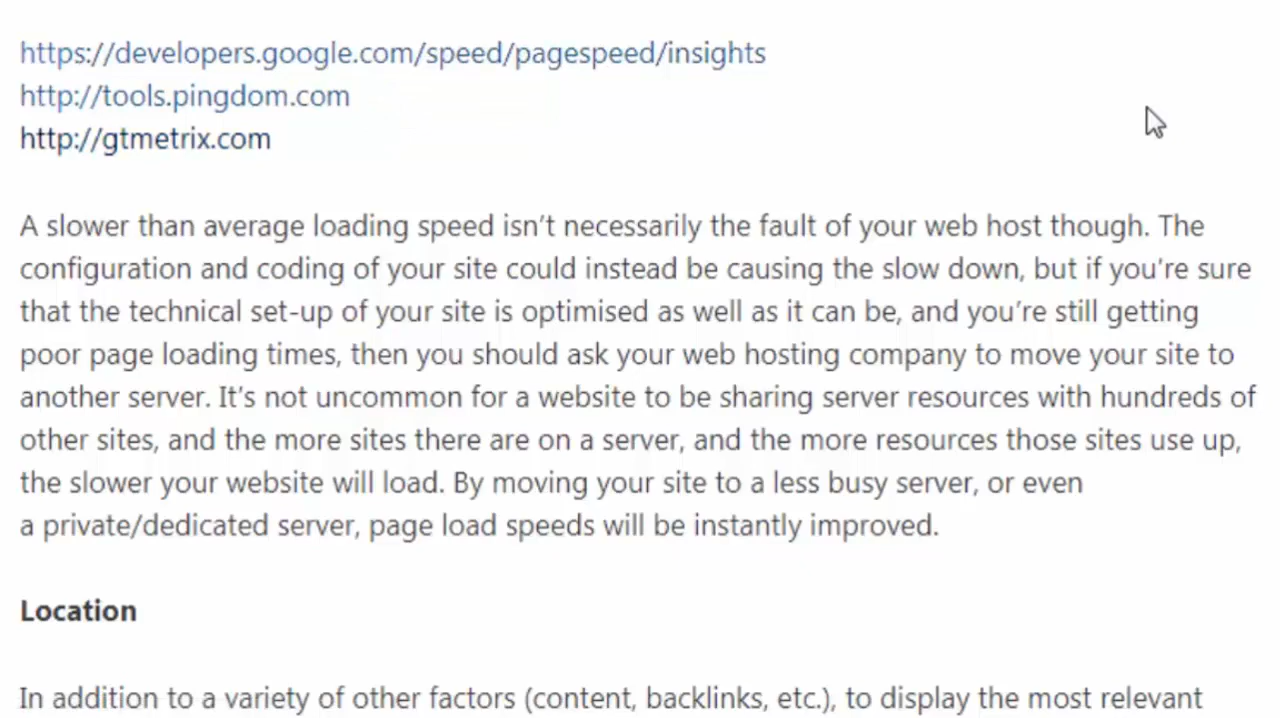 https://developers.google.com/speed/pagespeed/insights
http://tools.pingdom.com
http://gtmetrix.com
A slower than average loading speed isn’t necessarily the fault of your web host though. The
configuration and coding of your site could instead be causing the slow down, but if you’re sure
that the technical set-up of your site is optimised as well as it can be, and you’re still getting
poor page loading times, then you should ask your web hosting company to move your site to
another server. It’s not uncommon for a website to be sharing server resources with hundreds of
other sites, and the more sites there are on a server, and the more resources those sites use up,
the slower your website will load. By moving your site to a less busy server, or even
a private/dedicated server, page load speeds will be instantly improved.
Location
In addition to a variety of other factors (content, backlinks, etc.), to display the most relevant